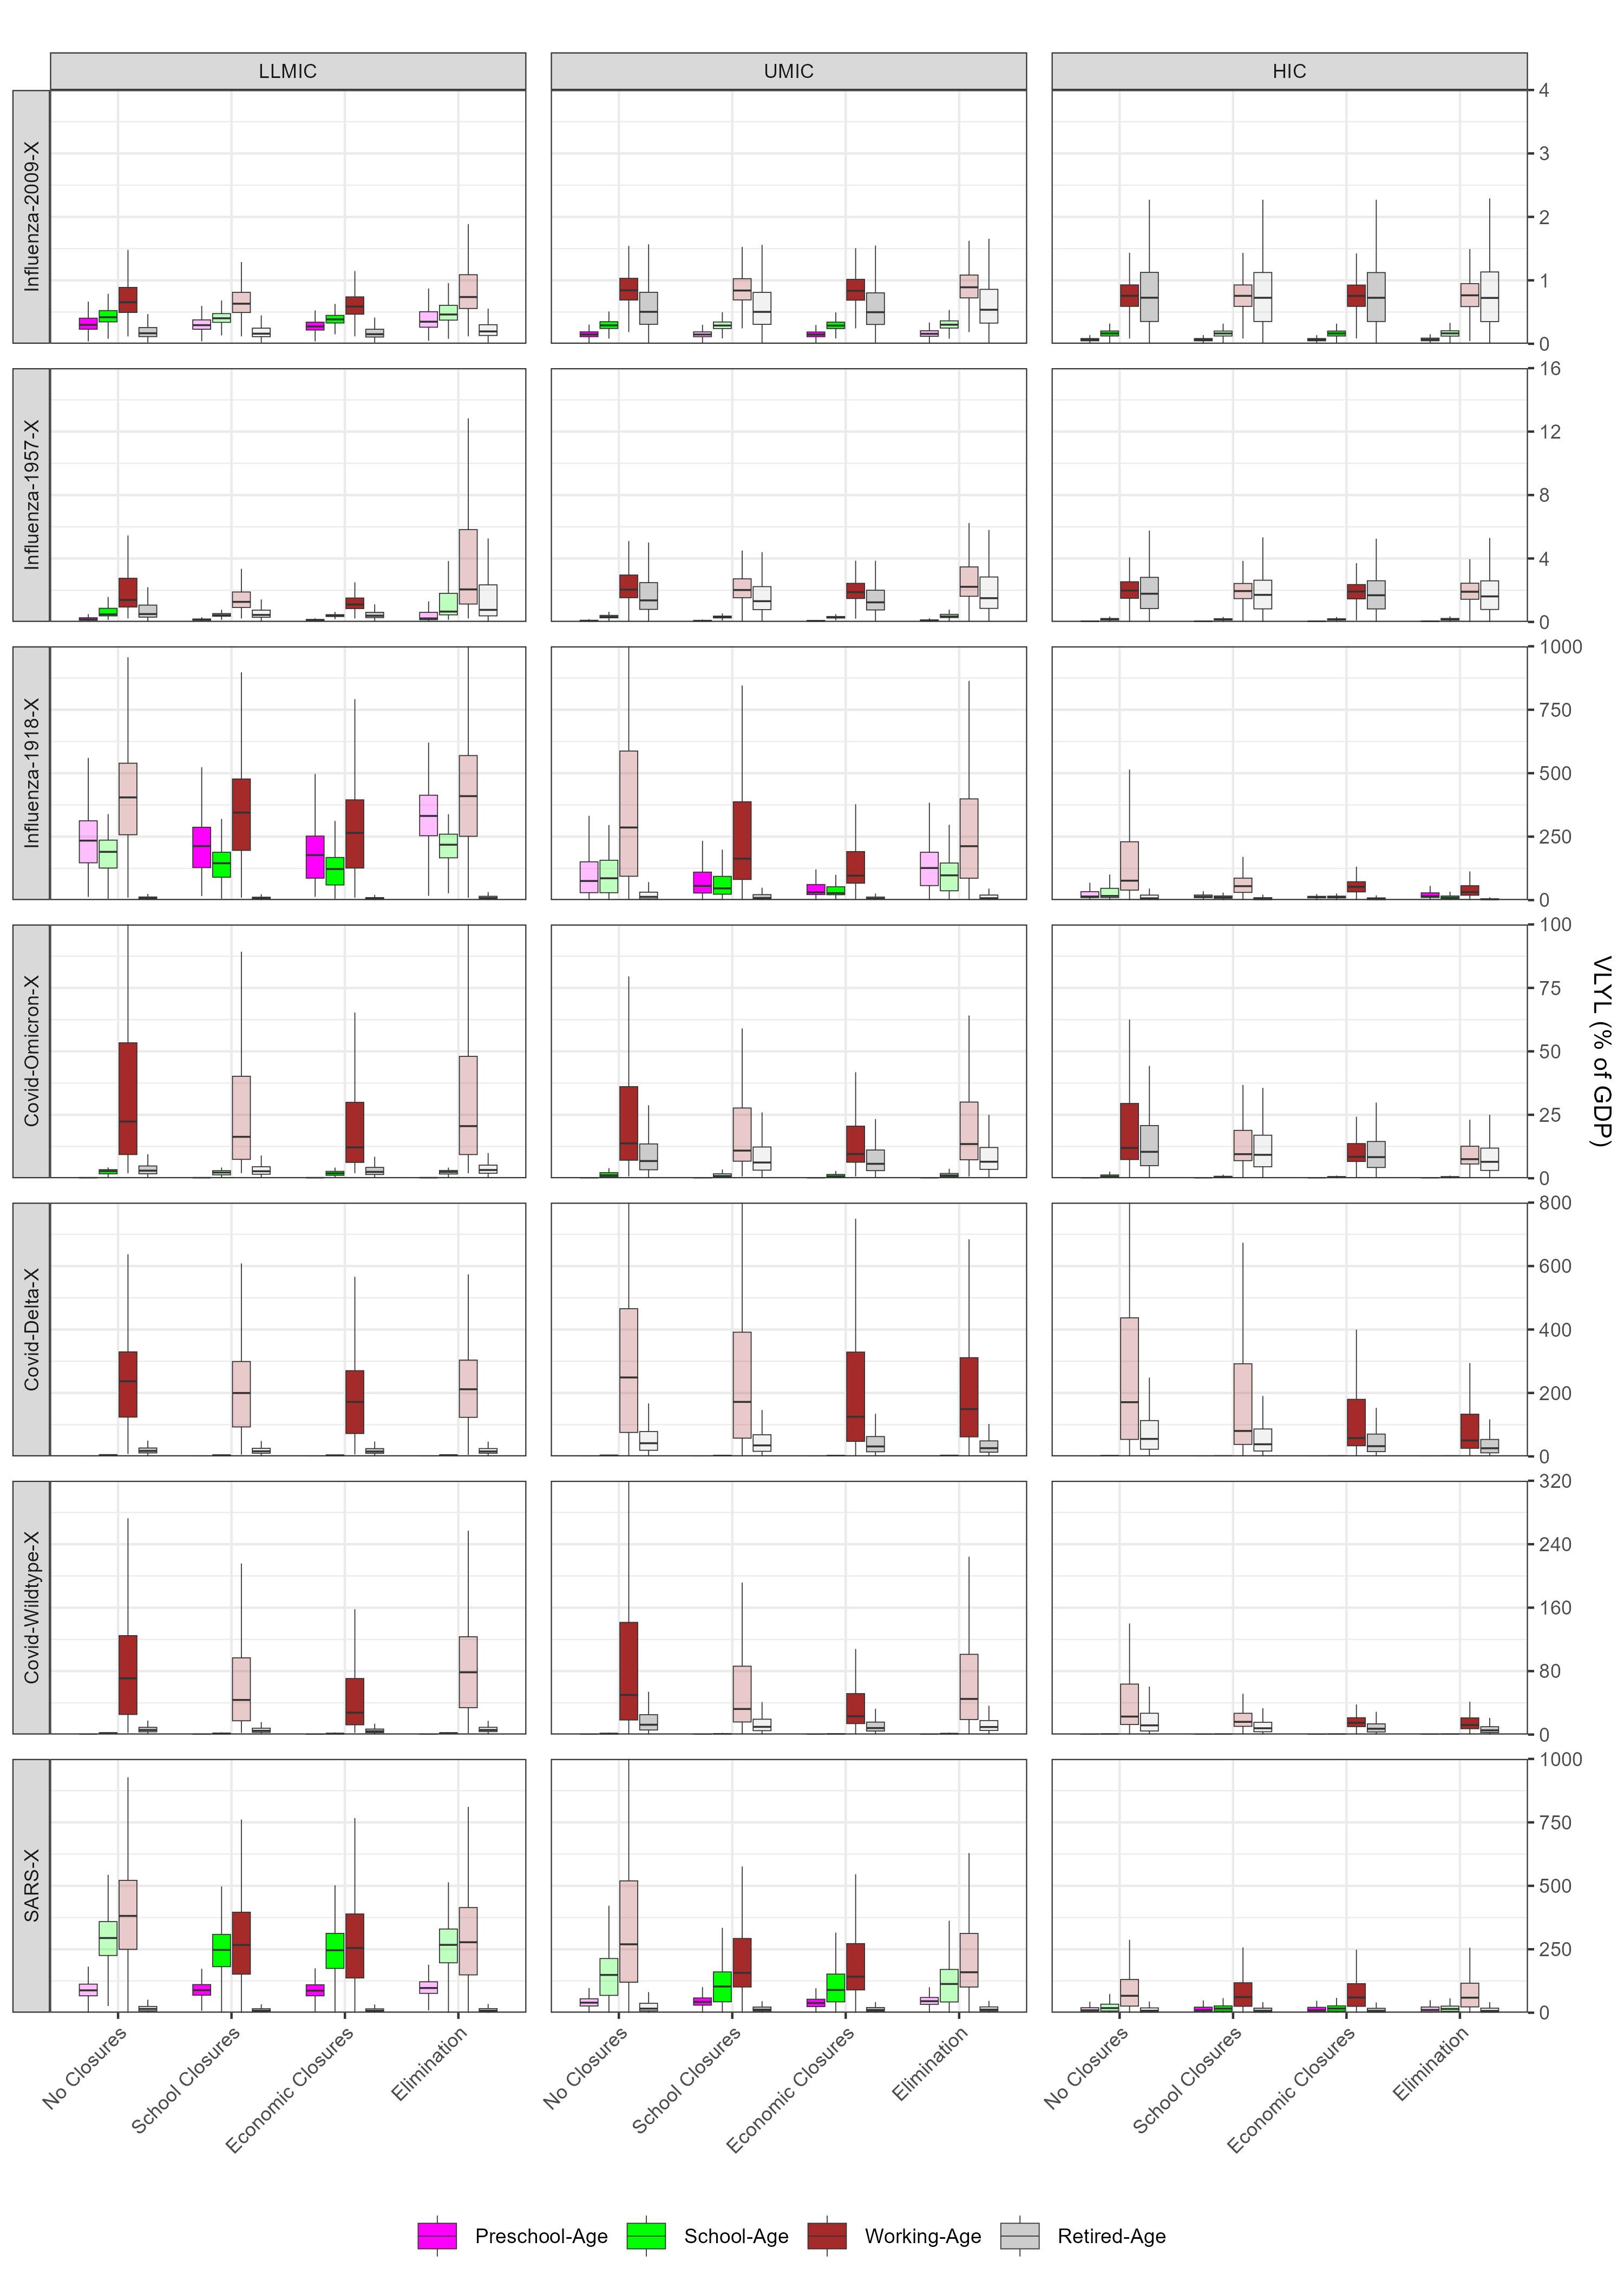 LLMIC UMIC HIC
Influenza-2009-X
4
3
2
1
0
Influenza-1957-X
16
12
8
4
0
Influenza-1918-X
1000
750
500
250
0
Covid-Omicron-X
100
75
50
25
0
Covid-Delta-X
800
600
400
200
0
Covid-Wildtype-X
320
240
160
80
0
SARS-X
1000
750
500
250
0
VLYL (% of GDP)
No Closures School Closures Economic Closures Elimination
No Closures School Closures Economic Closures Elimination
No Closures School Closures Economic Closures Elimination
Preschool-Age School-Age Working-Age Retired-Age